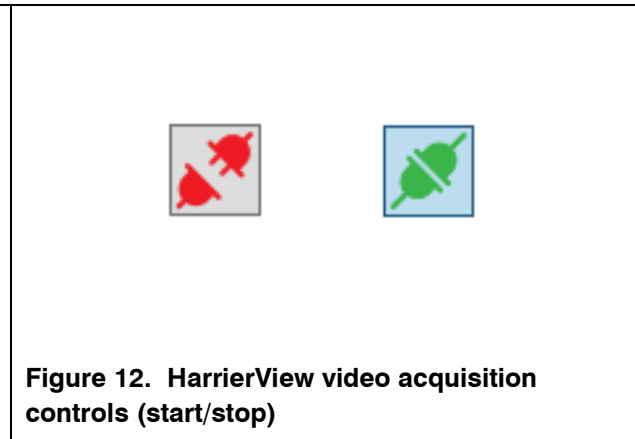 Figure 12.  HarrierView video acquisition
controls (start/stop)